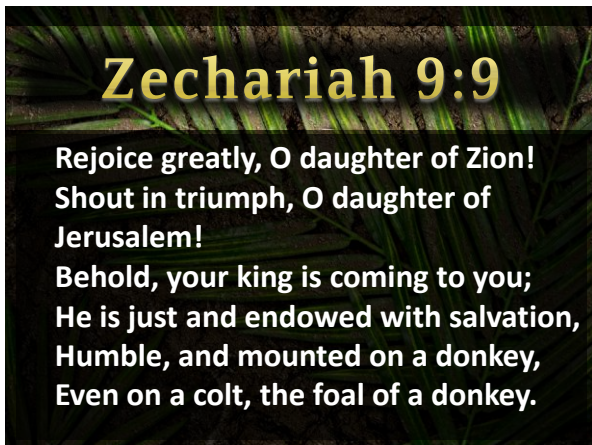 Zechariah 9:9
Rejoice greatly, O daughter of Zion!
Shout in triumph, O daughter of
Jerusalem!
Behold, your king is coming to you;
He is just and endowed with salvation,
Humble, and mounted on a donkey,
Even on a colt, the foal of a donkey.